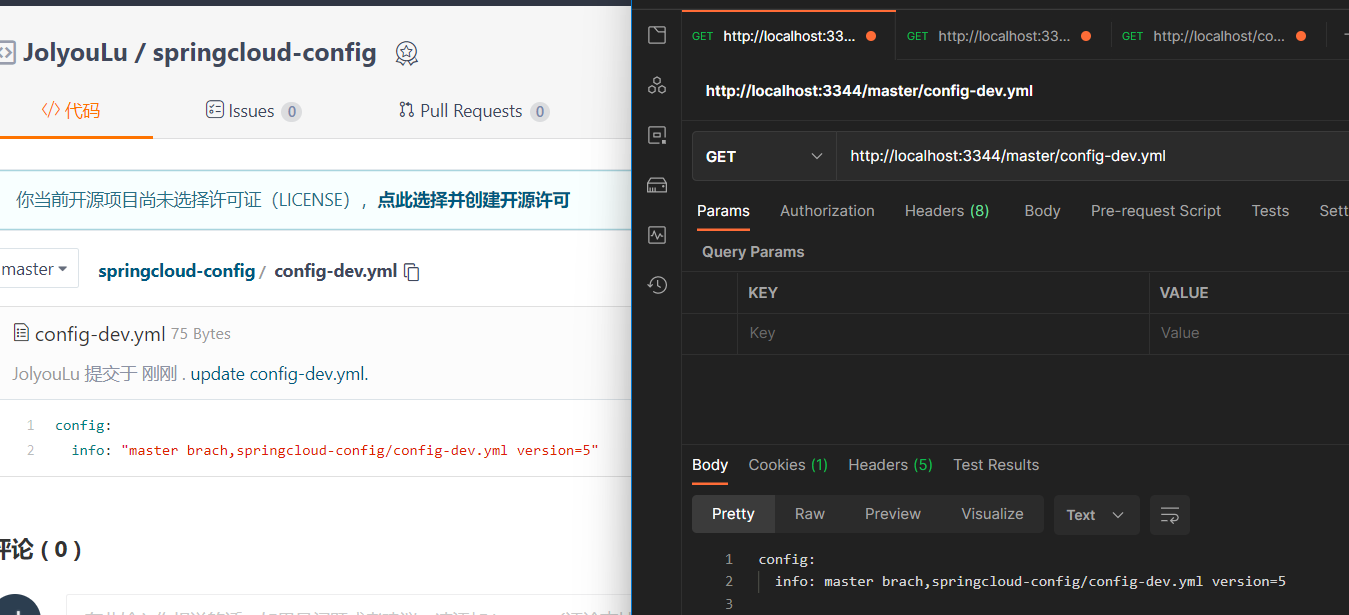 JolyouLu / springcloud-config
</> 代码
Issues 0
Pull Requests 0
你当前开源项目尚未选择许可证（LICENSE），点此选择并创建开源许可
master
springcloud-config / config-dev.yml
config-dev.yml 75 Bytes
JolyouLu 提交于 刚刚 . update config-dev.yml.
1 config:
2 info: "master brach,springcloud-config/config-dev.yml version=5"
评论 ( 0 )
GET http://localhost:33...
GET http://localhost:33...
GET http://localhost/co...
http://localhost:3344/master/config-dev.yml
GET http://localhost:3344/master/config-dev.yml
Params Authorization Headers (8) Body Pre-request Script Tests Sett
Query Params
KEY VALUE
Key Value
Body Cookies (1) Headers (5) Test Results
Pretty Raw Preview Visualize Text
1 config:
2 info: master brach,springcloud-config/config-dev.yml version=5
3